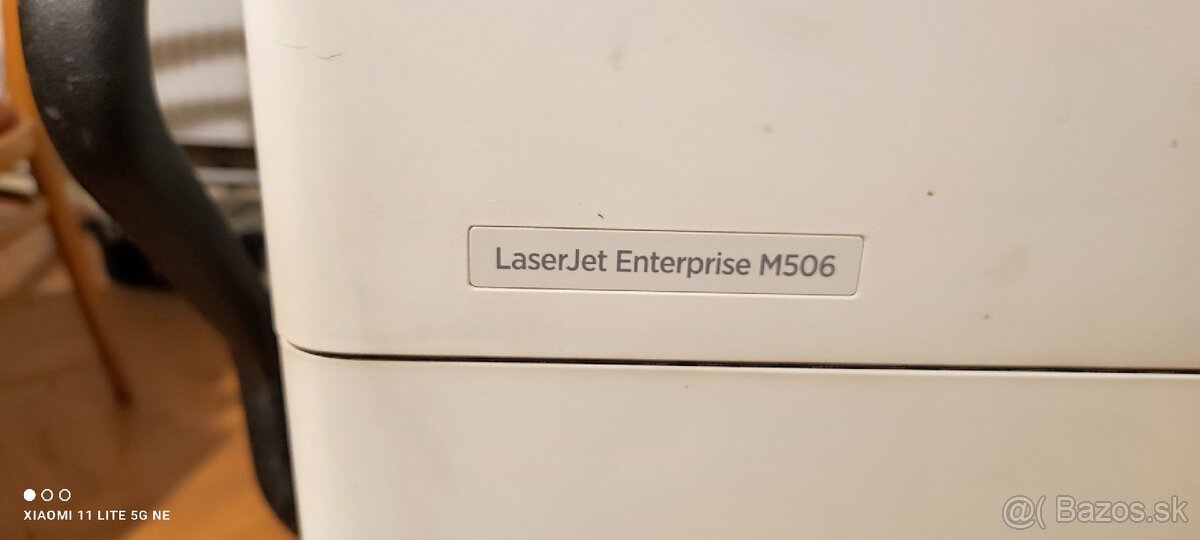 LaserJet Enterprise M506
XIAOMI 11 LITE 5G NE
@( Bazos.sk